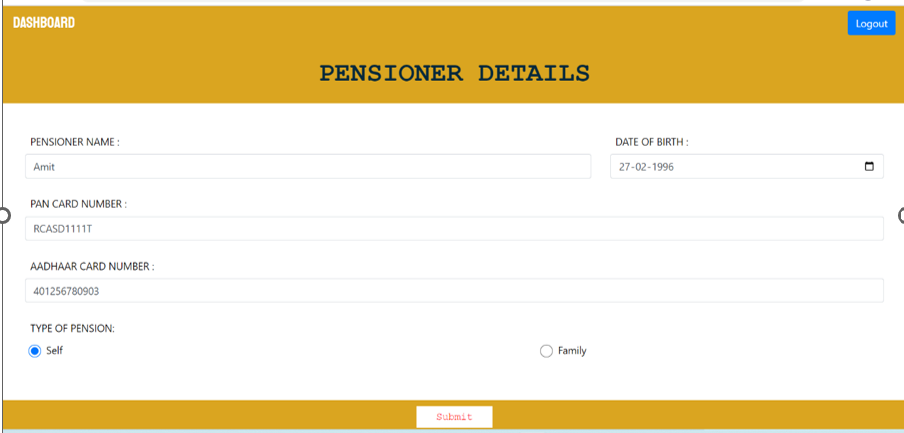 DASHBOARD
Logout
PENSIONER DETAILS
PENSIONER NAME :
DATE OF BIRTH :
Amit
27-02-1996
PAN CARD NUMBER :
RCASD1111T
AADHAAR CARD NUMBER :
401256780903
TYPE OF PENSION:
Self
Family
Submit